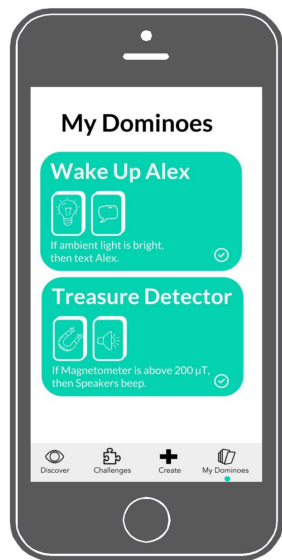 My Dominoes
Wake Up Alex
If ambient light is bright,
then text Alex.
Treasure Detector
If Magnetometer is above 200 µT,
then Speakers beep.
Discover
Challenges
Create
My Dominoes